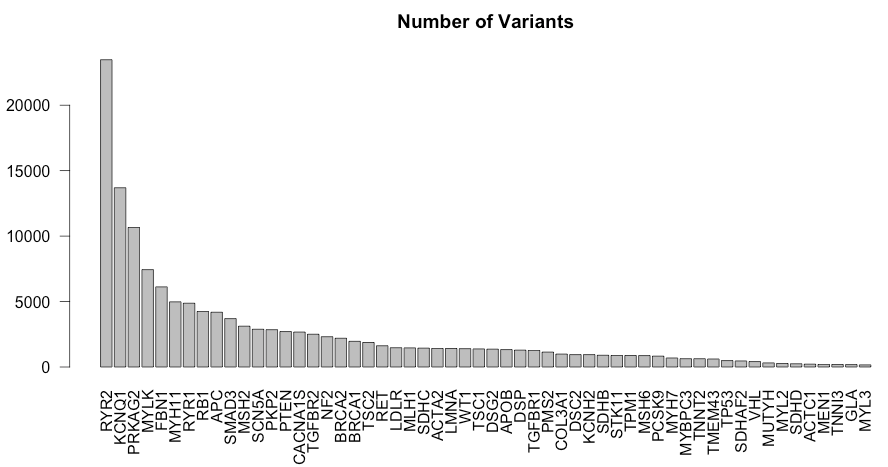 Number of Variants
20000
15000
10000
5000
0
RYR2
KCNQ1
PRKAG2
MYLK
FBN1
MYH11
RYR1
RB1
APC
SMAD3
MSH2
SCN5A
PKP2
PTEN
CACNA1S
TGFBR2
NF2
BRCA2
BRCA1
TSC2
RET
LDLR
MLH1
SDHC
ACTA2
LMNA
WT1
TSC1
DSG2
APOB
DSP
TGFBR1
PMS2
COL3A1
DSC2
KCNH2
SDHB
STK11
TPM1
MSH6
PCSK9
MYH7
MYBPC3
TNNT2
TMEM43
TP53
SDHAF2
VHL
MUTYH
MYL2
SDHD
ACTC1
MEN1
TNNI3
GLA
MYL3